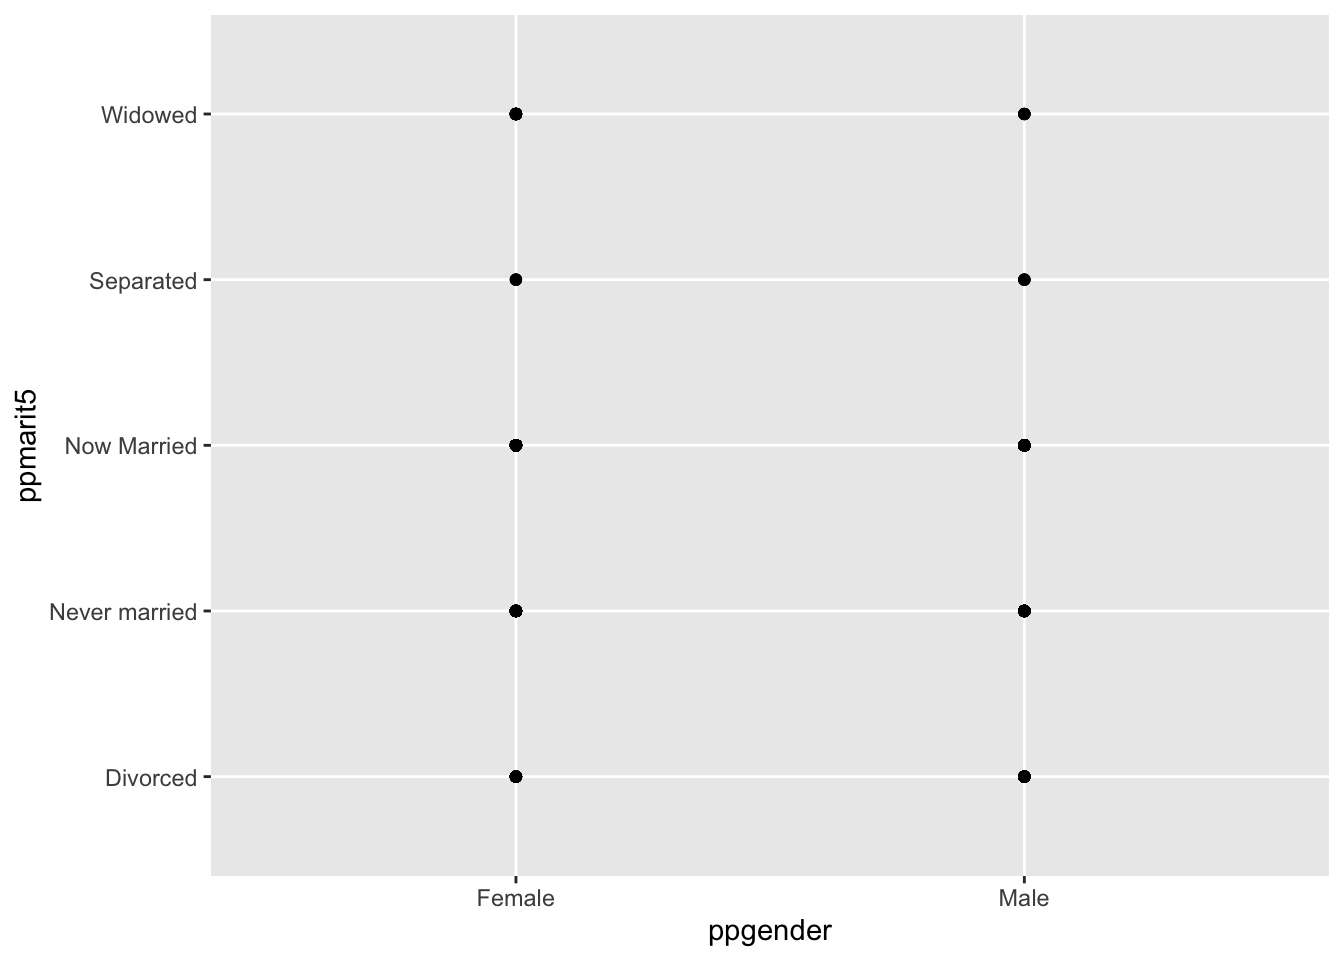 Widowed
Separated
Now Married
Never married
Divorced
ppmarit5
Female
Male
ppgender